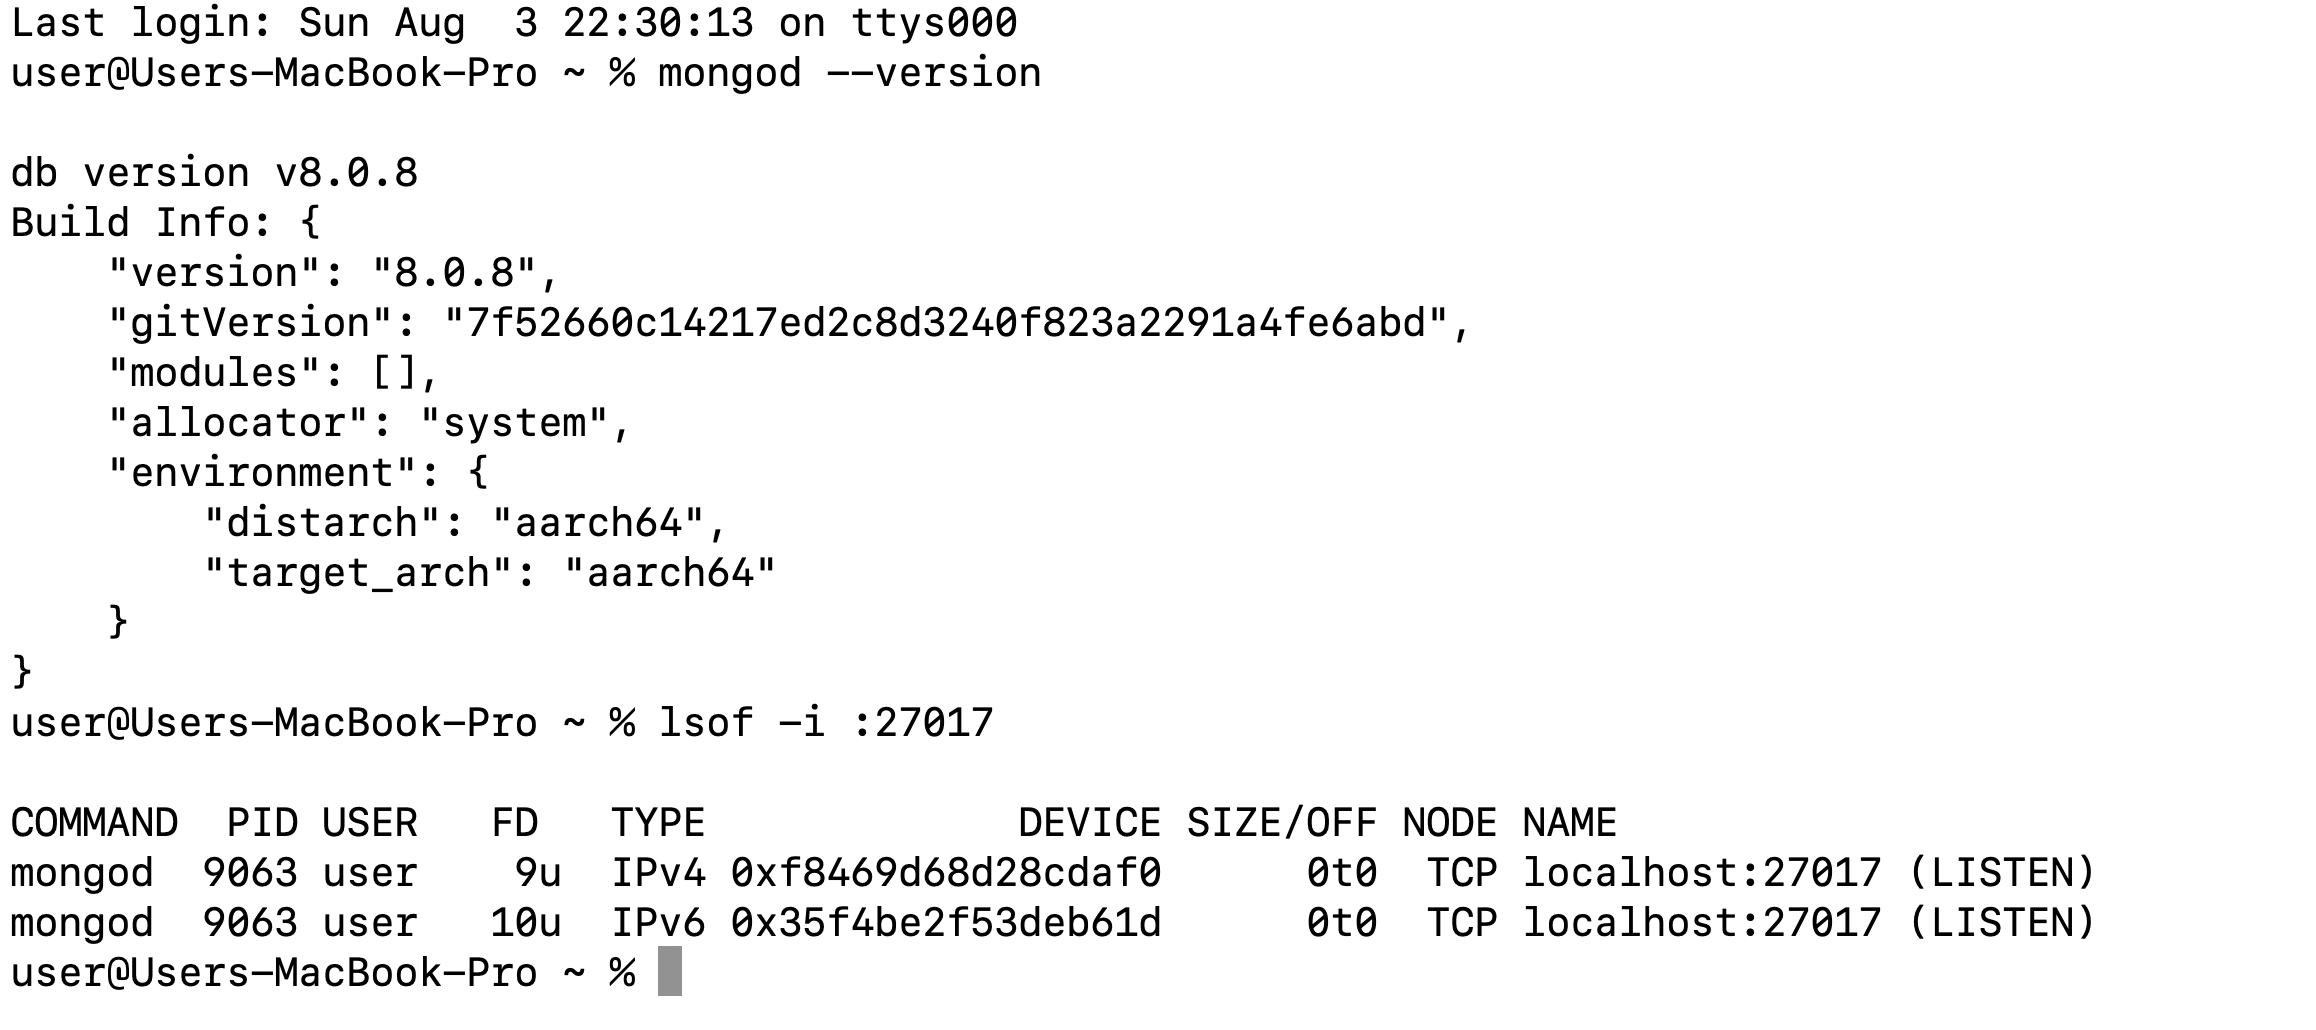 Last login: Sun Aug  3 22:30:13 on ttys000
user@Users-MacBook-Pro ~ % mongod --version
db version v8.0.8
Build Info: {
    "version": "8.0.8",
    "gitVersion": "7f52660c14217ed2c8d3240f823a2291a4fe6abd",
    "modules": [],
    "allocator": "system",
    "environment": {
        "distarch": "aarch64",
        "target_arch": "aarch64"
    }
}
user@Users-MacBook-Pro ~ % lsof -i :27017
COMMAND  PID USER   FD   TYPE             DEVICE SIZE/OFF NODE NAME
mongod  9063 user    9u  IPv4 0xf8469d68d28cdaf0      0t0  TCP localhost:27017 (LISTEN)
mongod  9063 user   10u  IPv6 0x35f4be2f53deb61d      0t0  TCP localhost:27017 (LISTEN)
user@Users-MacBook-Pro ~ %